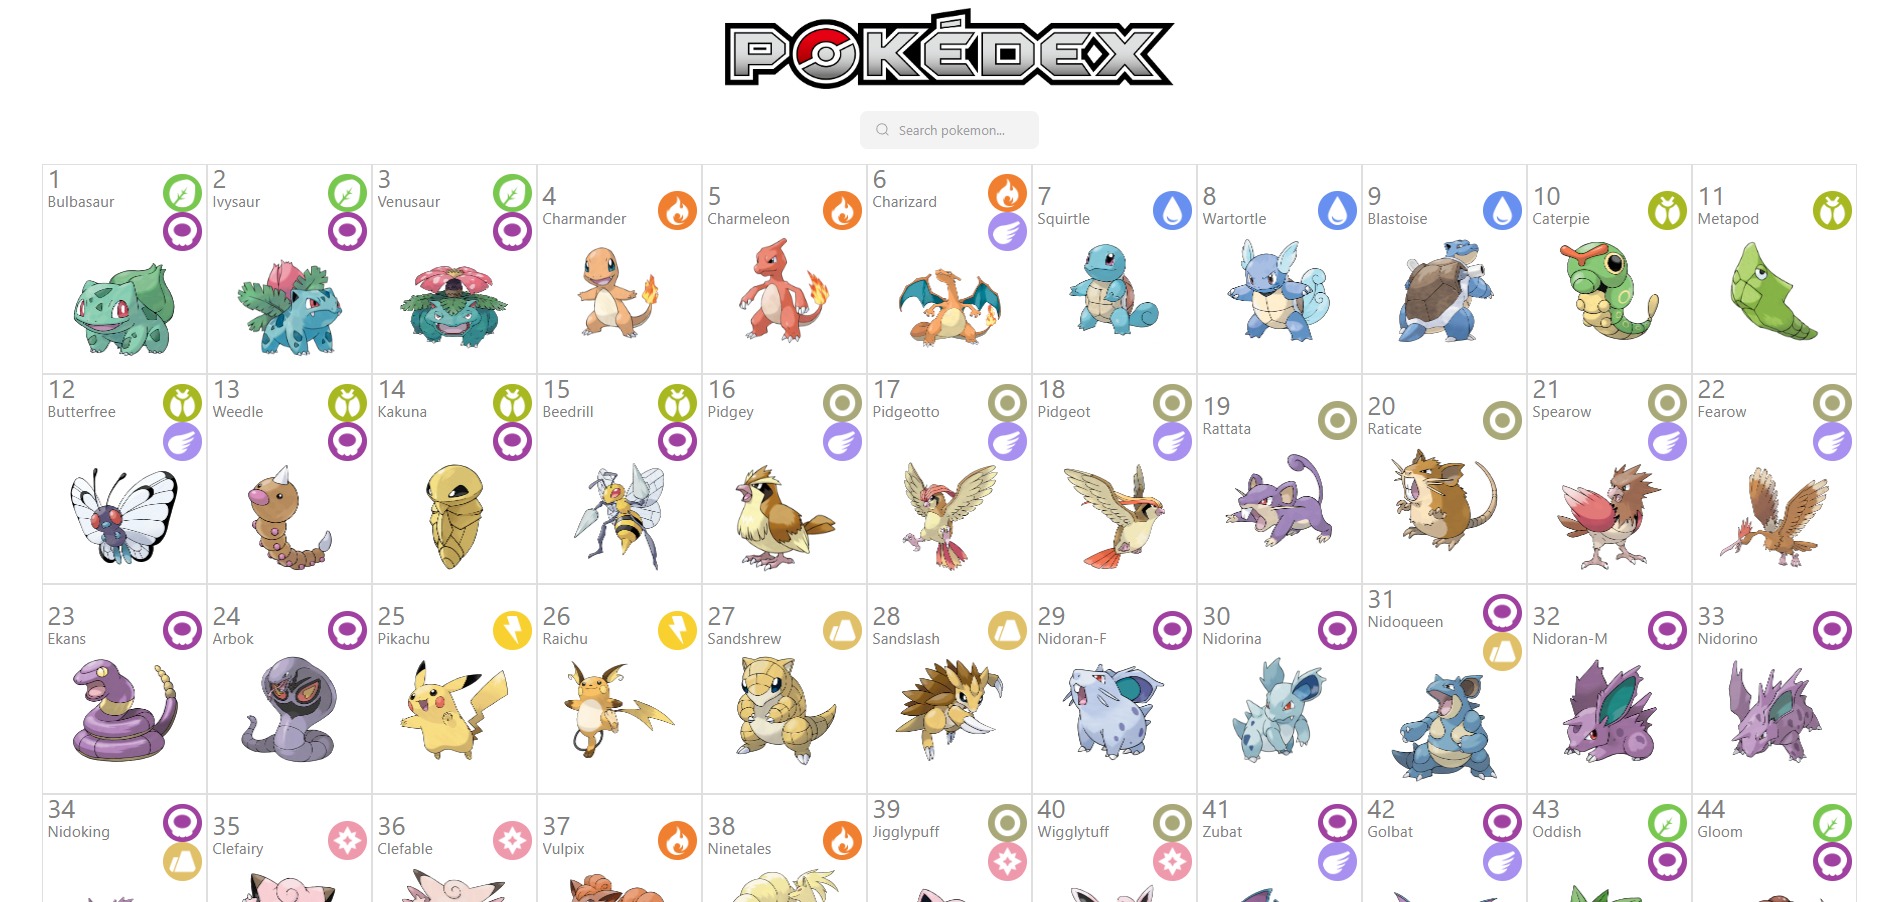 POKÉDEX
Search pokemon...
1
Bulbasaur
2
Ivysaur
3
Venusaur
4
Charmander
5
Charmeleon
6
Charizard
7
Squirtle
8
Wartortle
9
Blastoise
10
Caterpie
11
Metapod
12
Butterfree
13
Weedle
14
Kakuna
15
Beedrill
16
Pidgey
17
Pidgeotto
18
Pidgeot
19
Rattata
20
Raticate
21
Spearow
22
Fearow
23
Ekans
24
Arbok
25
Pikachu
26
Raichu
27
Sandshrew
28
Sandslash
29
Nidoran-F
30
Nidorina
31
Nidoqueen
32
Nidoran-M
33
Nidorino
34
Nidoking
35
Clefairy
36
Clefable
37
Vulpix
38
Ninetales
39
Jigglypuff
40
Wigglytuff
41
Zubat
42
Golbat
43
Oddish
44
Gloom